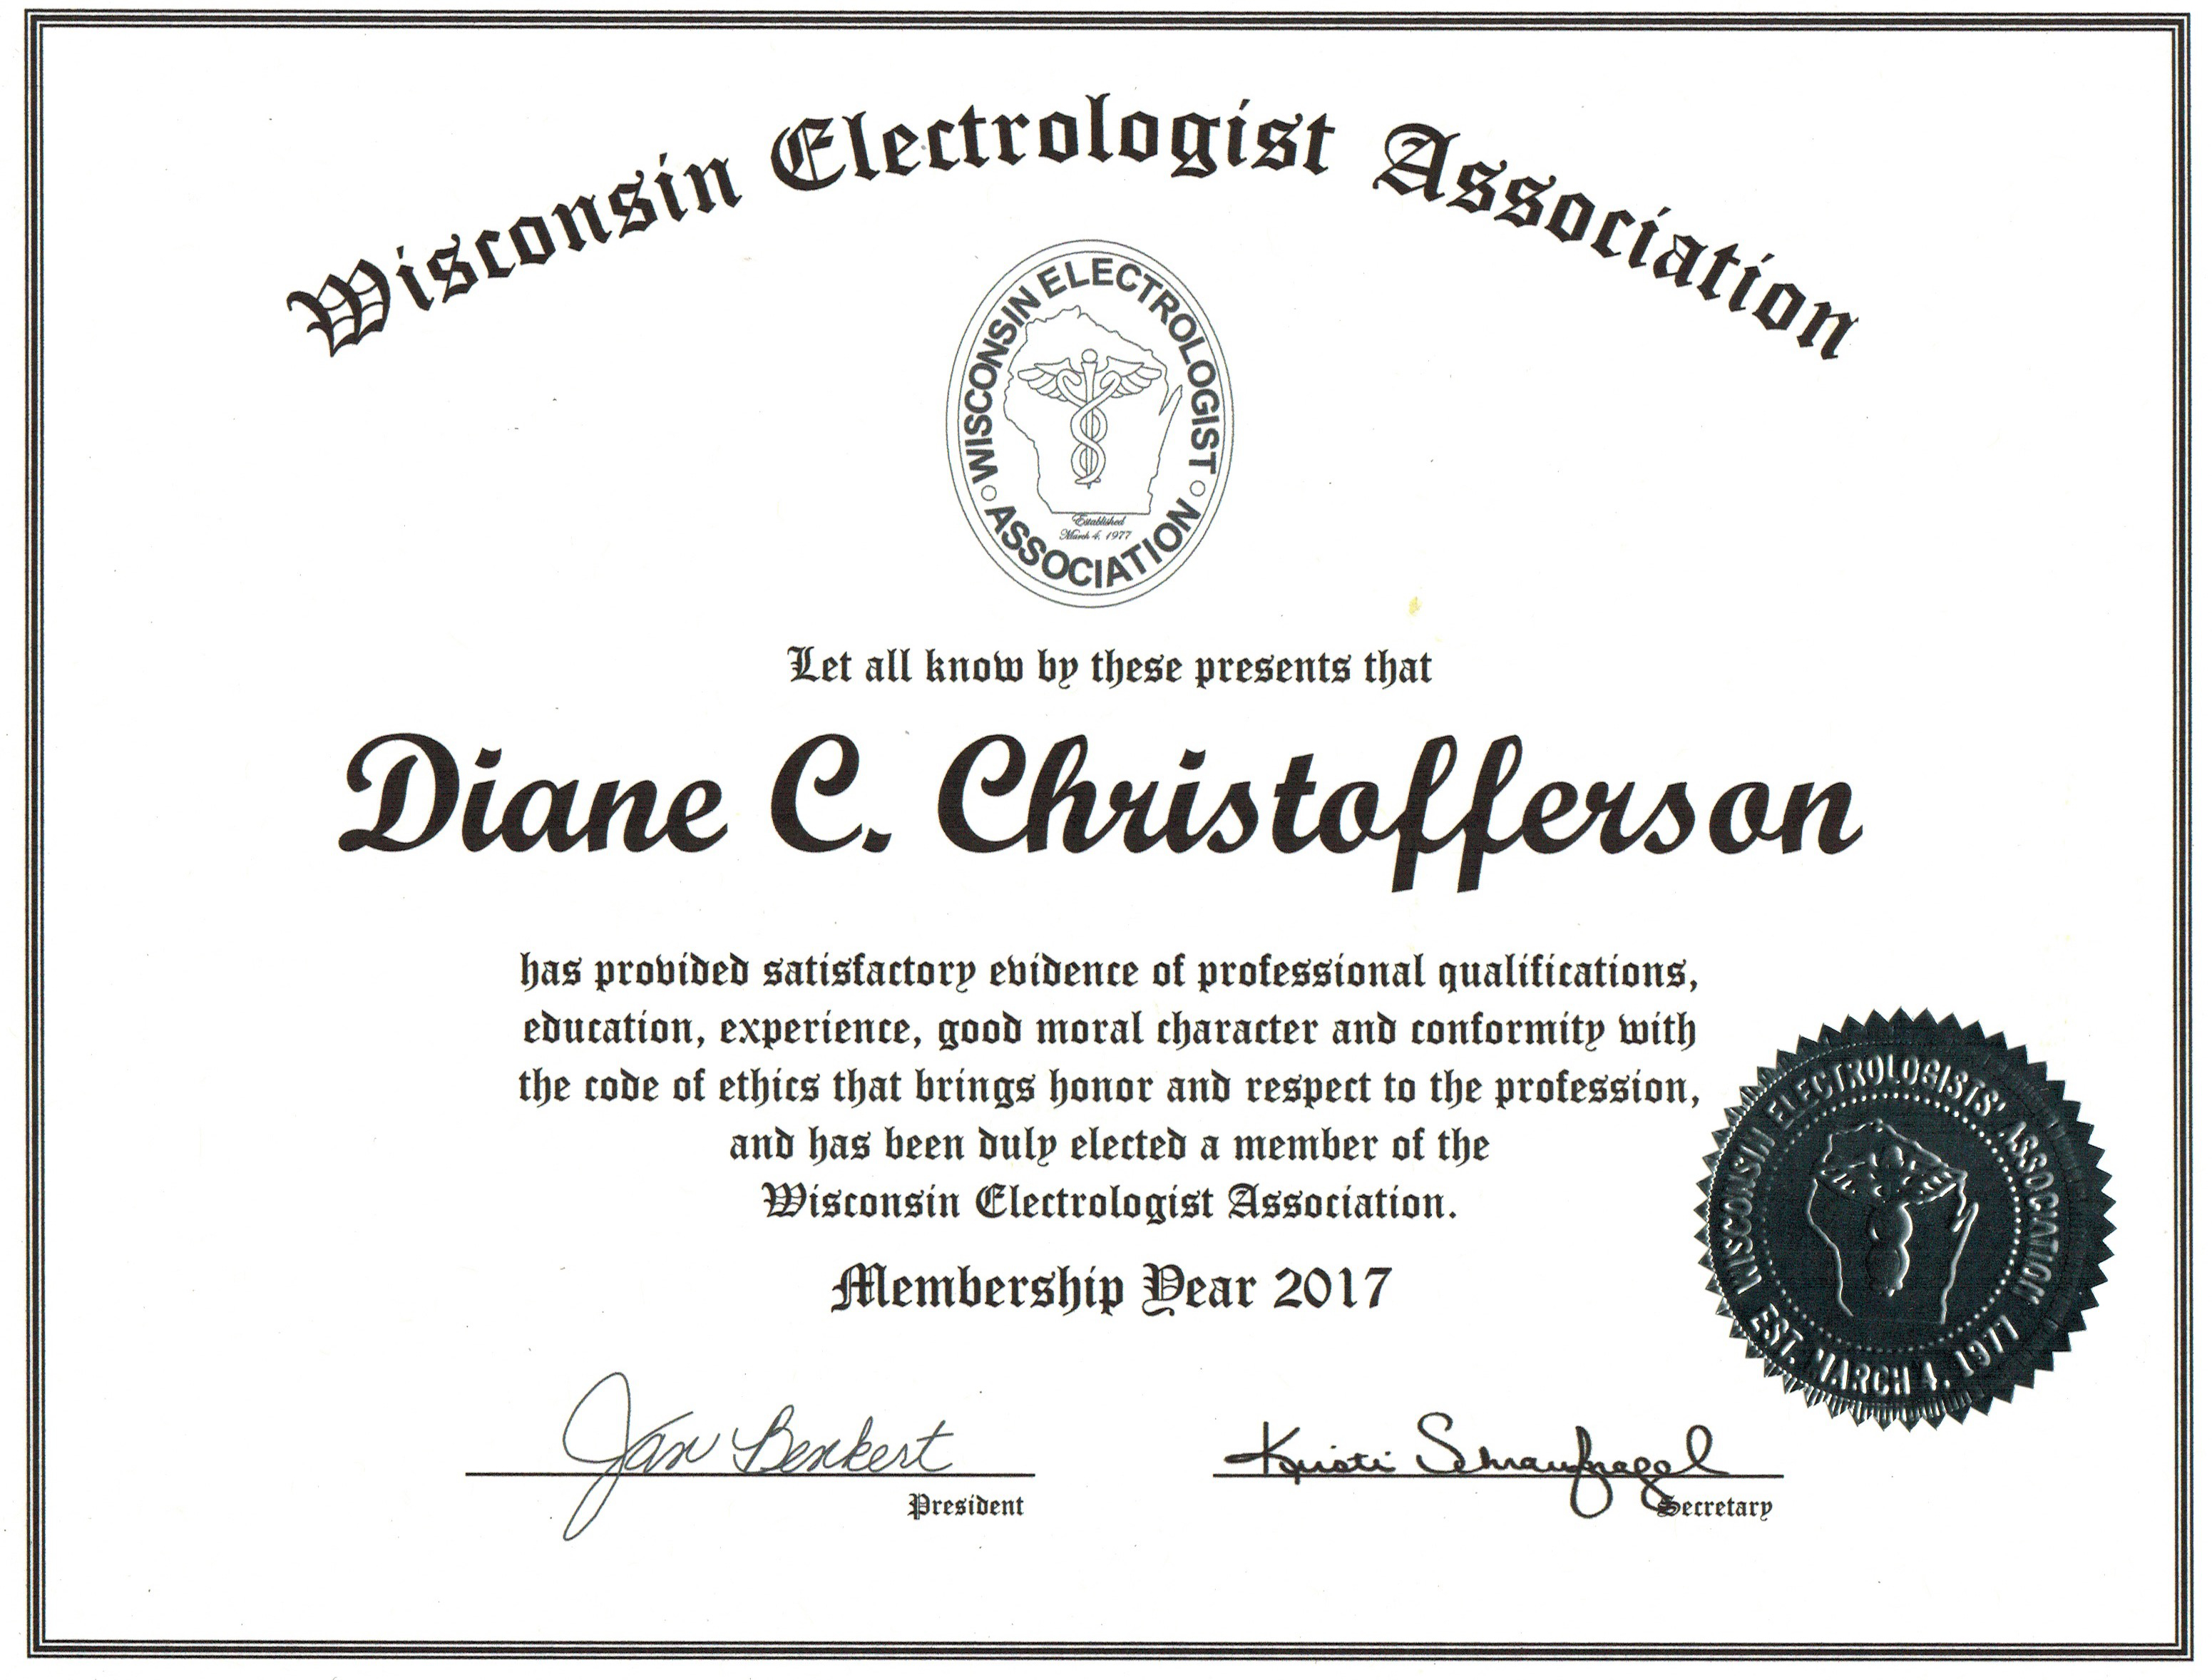 Wisconsin Electrologist Association
WISCONSIN ELECTROLOGIST
Established
March 4, 1977
ASSOCIATION
Let all know by these presents that
Diane C. Christofferson
has provided satisfactory evidence of professional qualifications,
education, experience, good moral character and conformity with
the code of ethics that brings honor and respect to the profession,
and has been duly elected a member of the
Wisconsin Electrologist Association.
Membership Year 2017
WISCONSIN ELECTROLOGISTS' ASSOCIATION
EST. MARCH 4, 1977
Jan Benkert
President
Kristi Schraufnagel
Secretary